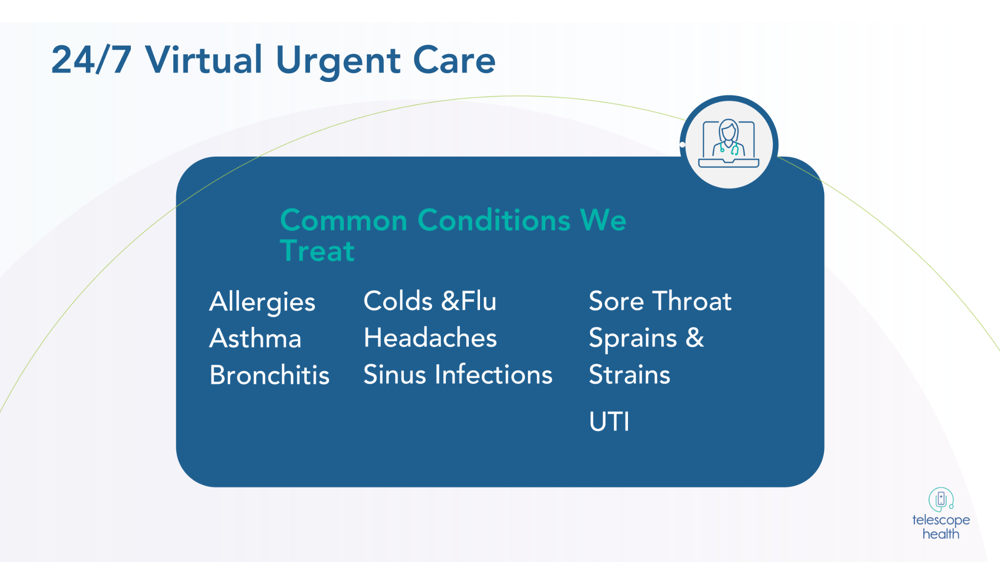 24/7 Virtual Urgent Care
Common Conditions We
Treat
Allergies
Asthma
Bronchitis
Colds &Flu
Headaches
Sinus Infections
Sore Throat
Sprains &
Strains
UTI
telescope
health